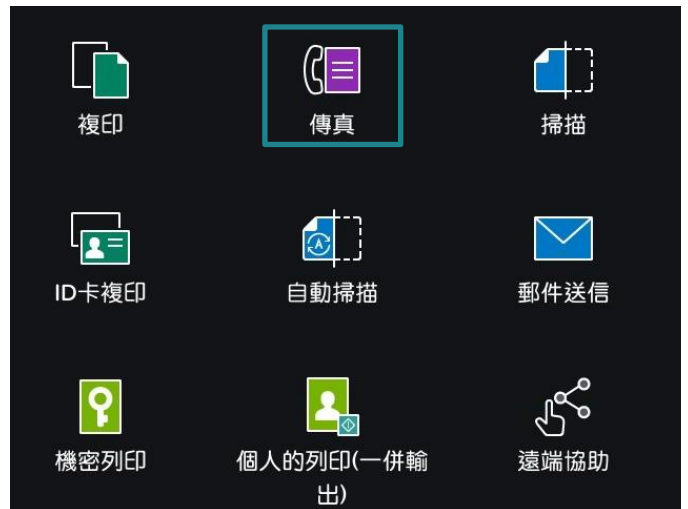 複印
傳真
掃描
ID卡複印
自動掃描
郵件送信
機密列印
個人的列印(一併輸
出)
遠端協助